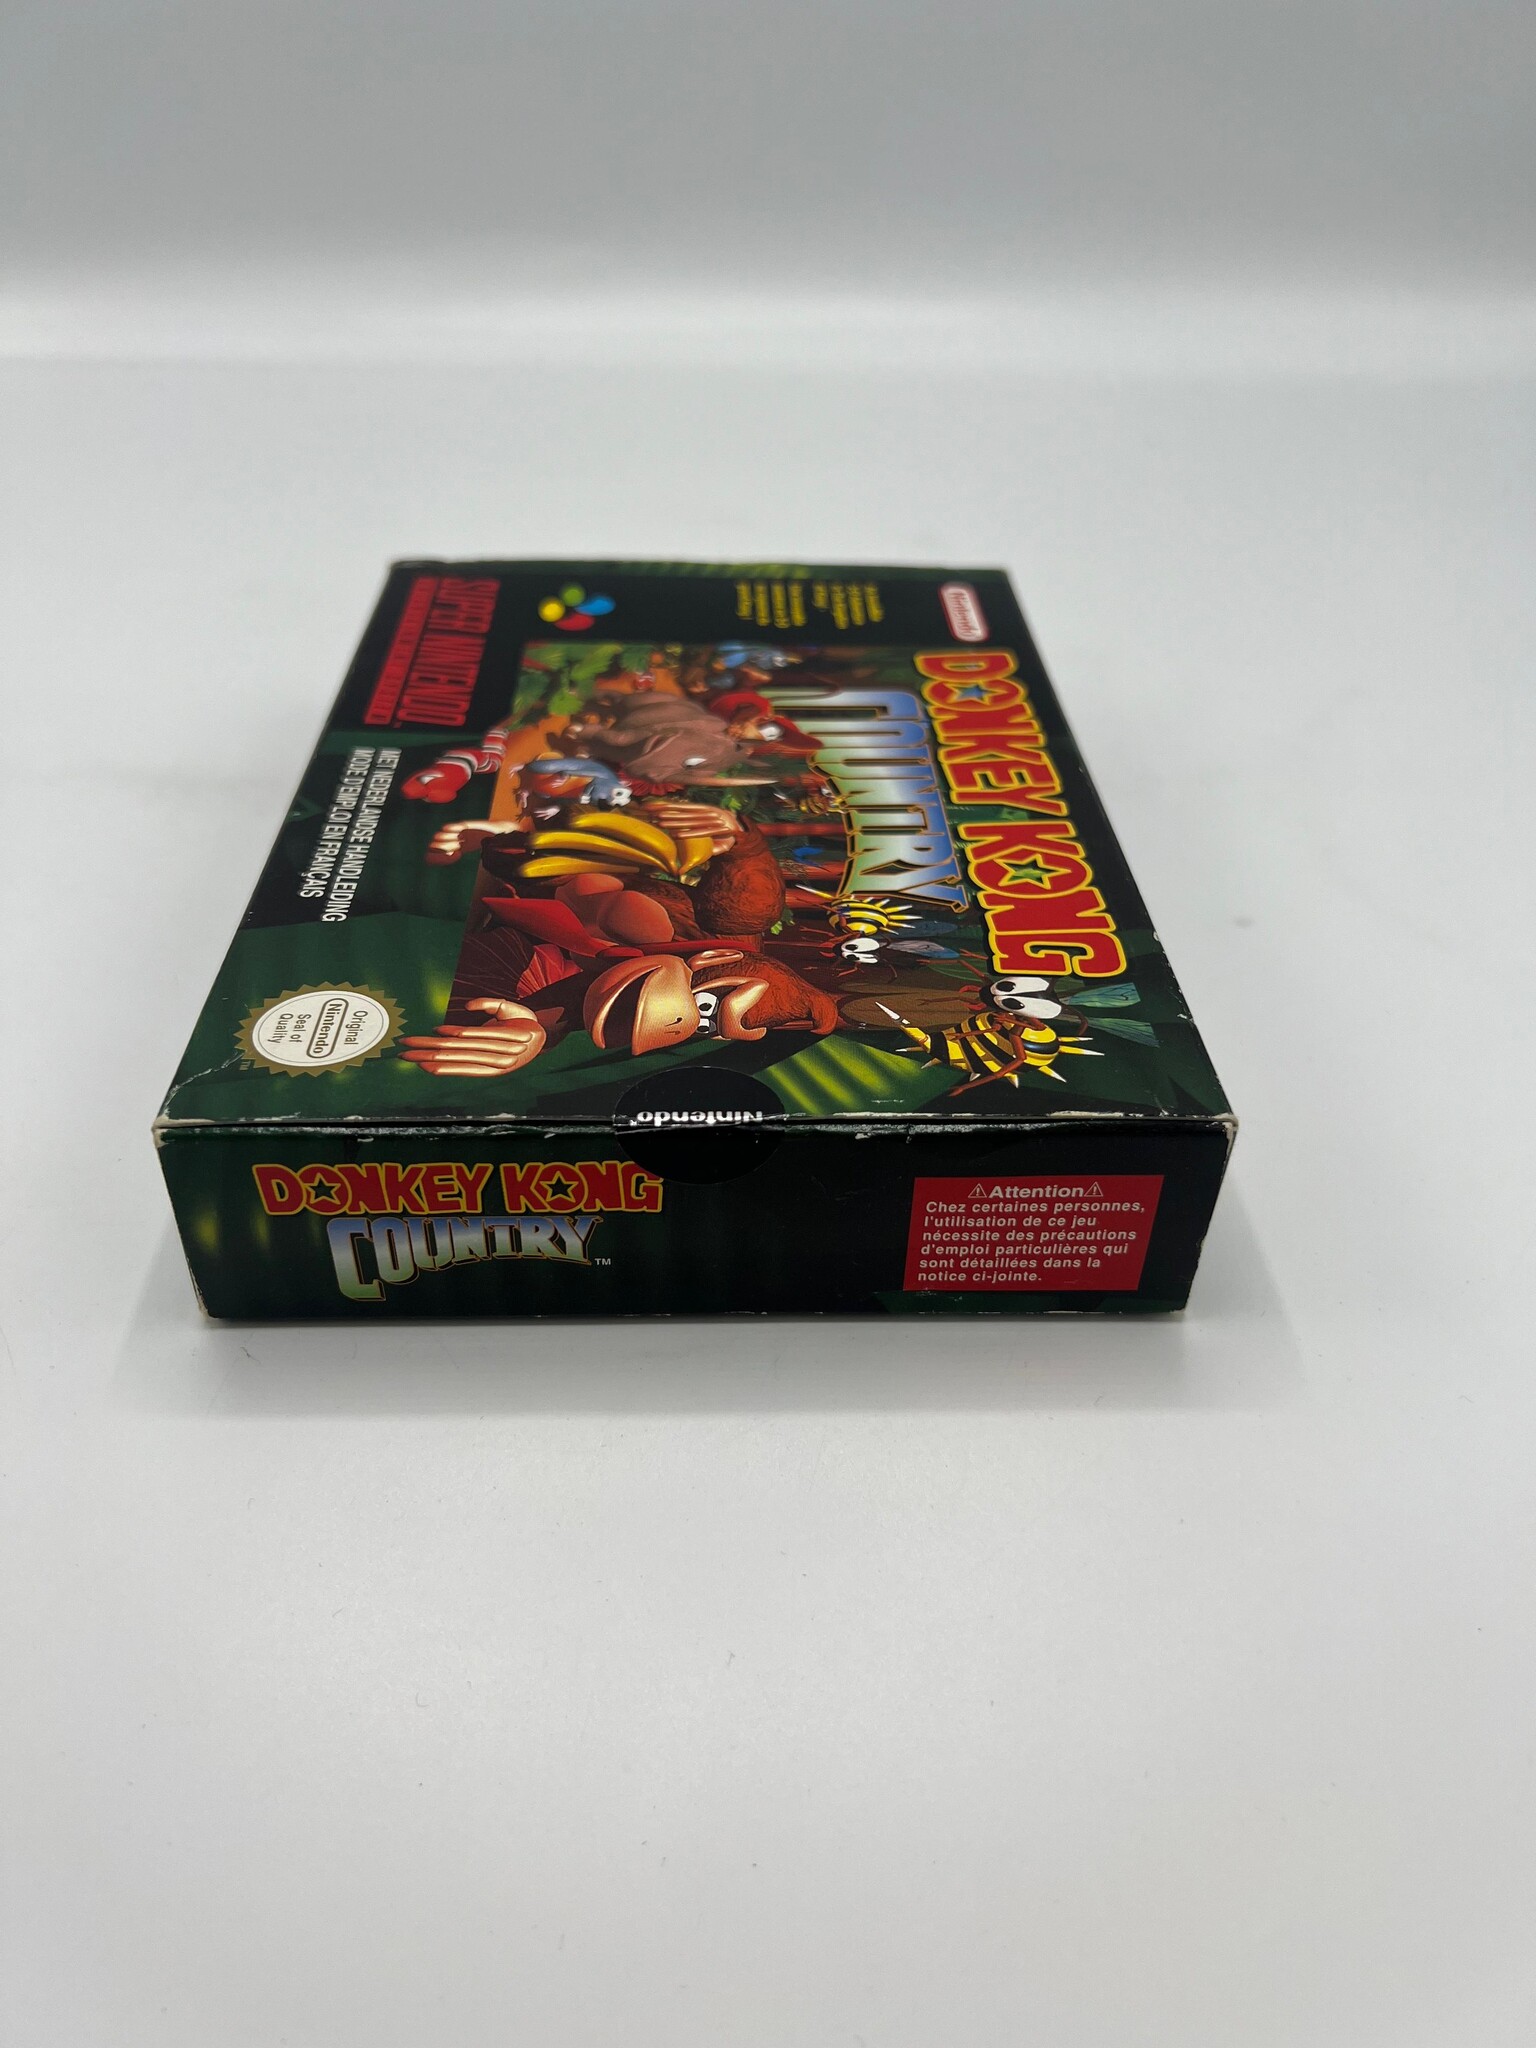 Nintendo
DONKEY KONG
COUNTRY
SUPER NINTENDO
MET NEDERLANDSE HANDLEIDING
MODE D'EMPLOI EN FRANÇAIS
Original
Nintendo
Seal of
Quality
TM
Nintendo
DONKEY KONG
COUNTRY
TM
⚠Attention⚠
Chez certaines personnes,
l'utilisation de ce jeu
nécessite des précautions
d'emploi particulières qui
sont détaillées dans la
notice ci-jointe.